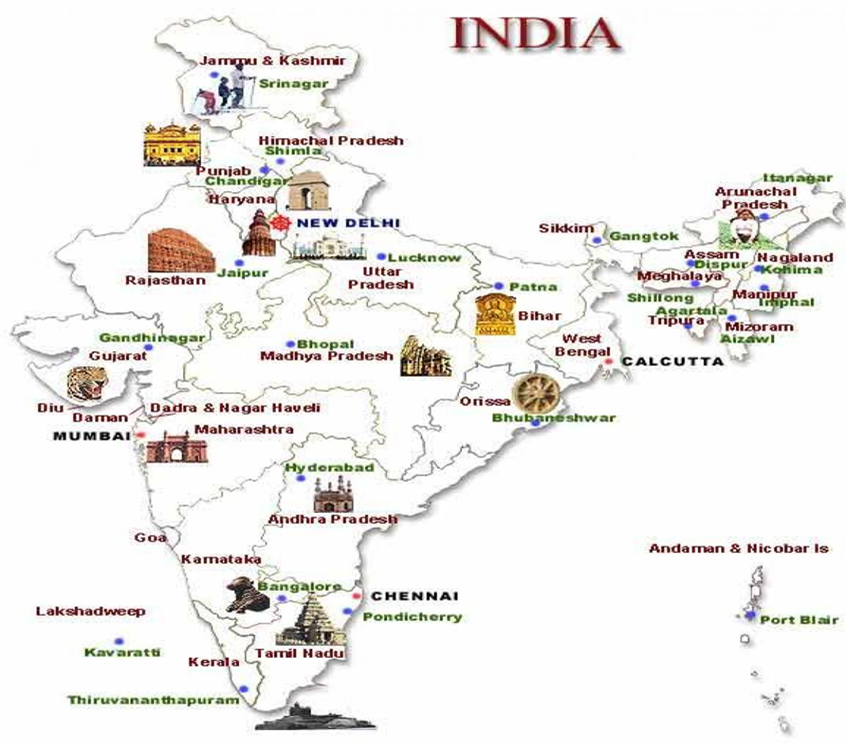 INDIA
Jammu & Kashmir
Srinagar
Himachal Pradesh
Shimla
Punjab
Chandigar
Haryana
NEW DELHI
Itanagar
Arunachal
Pradesh
Sikkim
Gangtok
Assam
Dispur
Nagaland
Kohima
Meghalaya
Shillong
Manipur
Imphal
Agartala
Tripura
Mizoram
Aizawl
Rajasthan
Jaipur
Lucknow
Uttar
Pradesh
Patna
Bihar
Gandhinagar
Gujarat
Bhopal
Madhya Pradesh
West
Bengal
CALCUTTA
Diu
Daman
Dadra & Nagar Haveli
Orissa
Bhubaneshwar
MUMBAI
Maharashtra
Hyderabad
Andhra Pradesh
Goa
Karnataka
Andaman & Nicobar Is
Bangalore
CHENNAI
Lakshadweep
Pondicherry
Port Blair
Kavaratti
Kerala
Tamil Nadu
Thiruvananthapuram